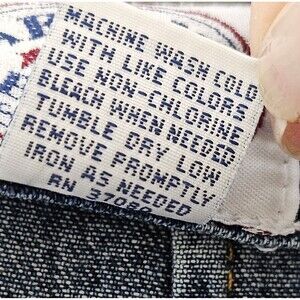 MACHINE WASH COLD
WITH LIKE COLORS
USE NON-CHLORINE
BLEACH WHEN NEEDED
TUMBLE DRY LOW
REMOVE PROMPTLY
IRON AS NEEDED
RN